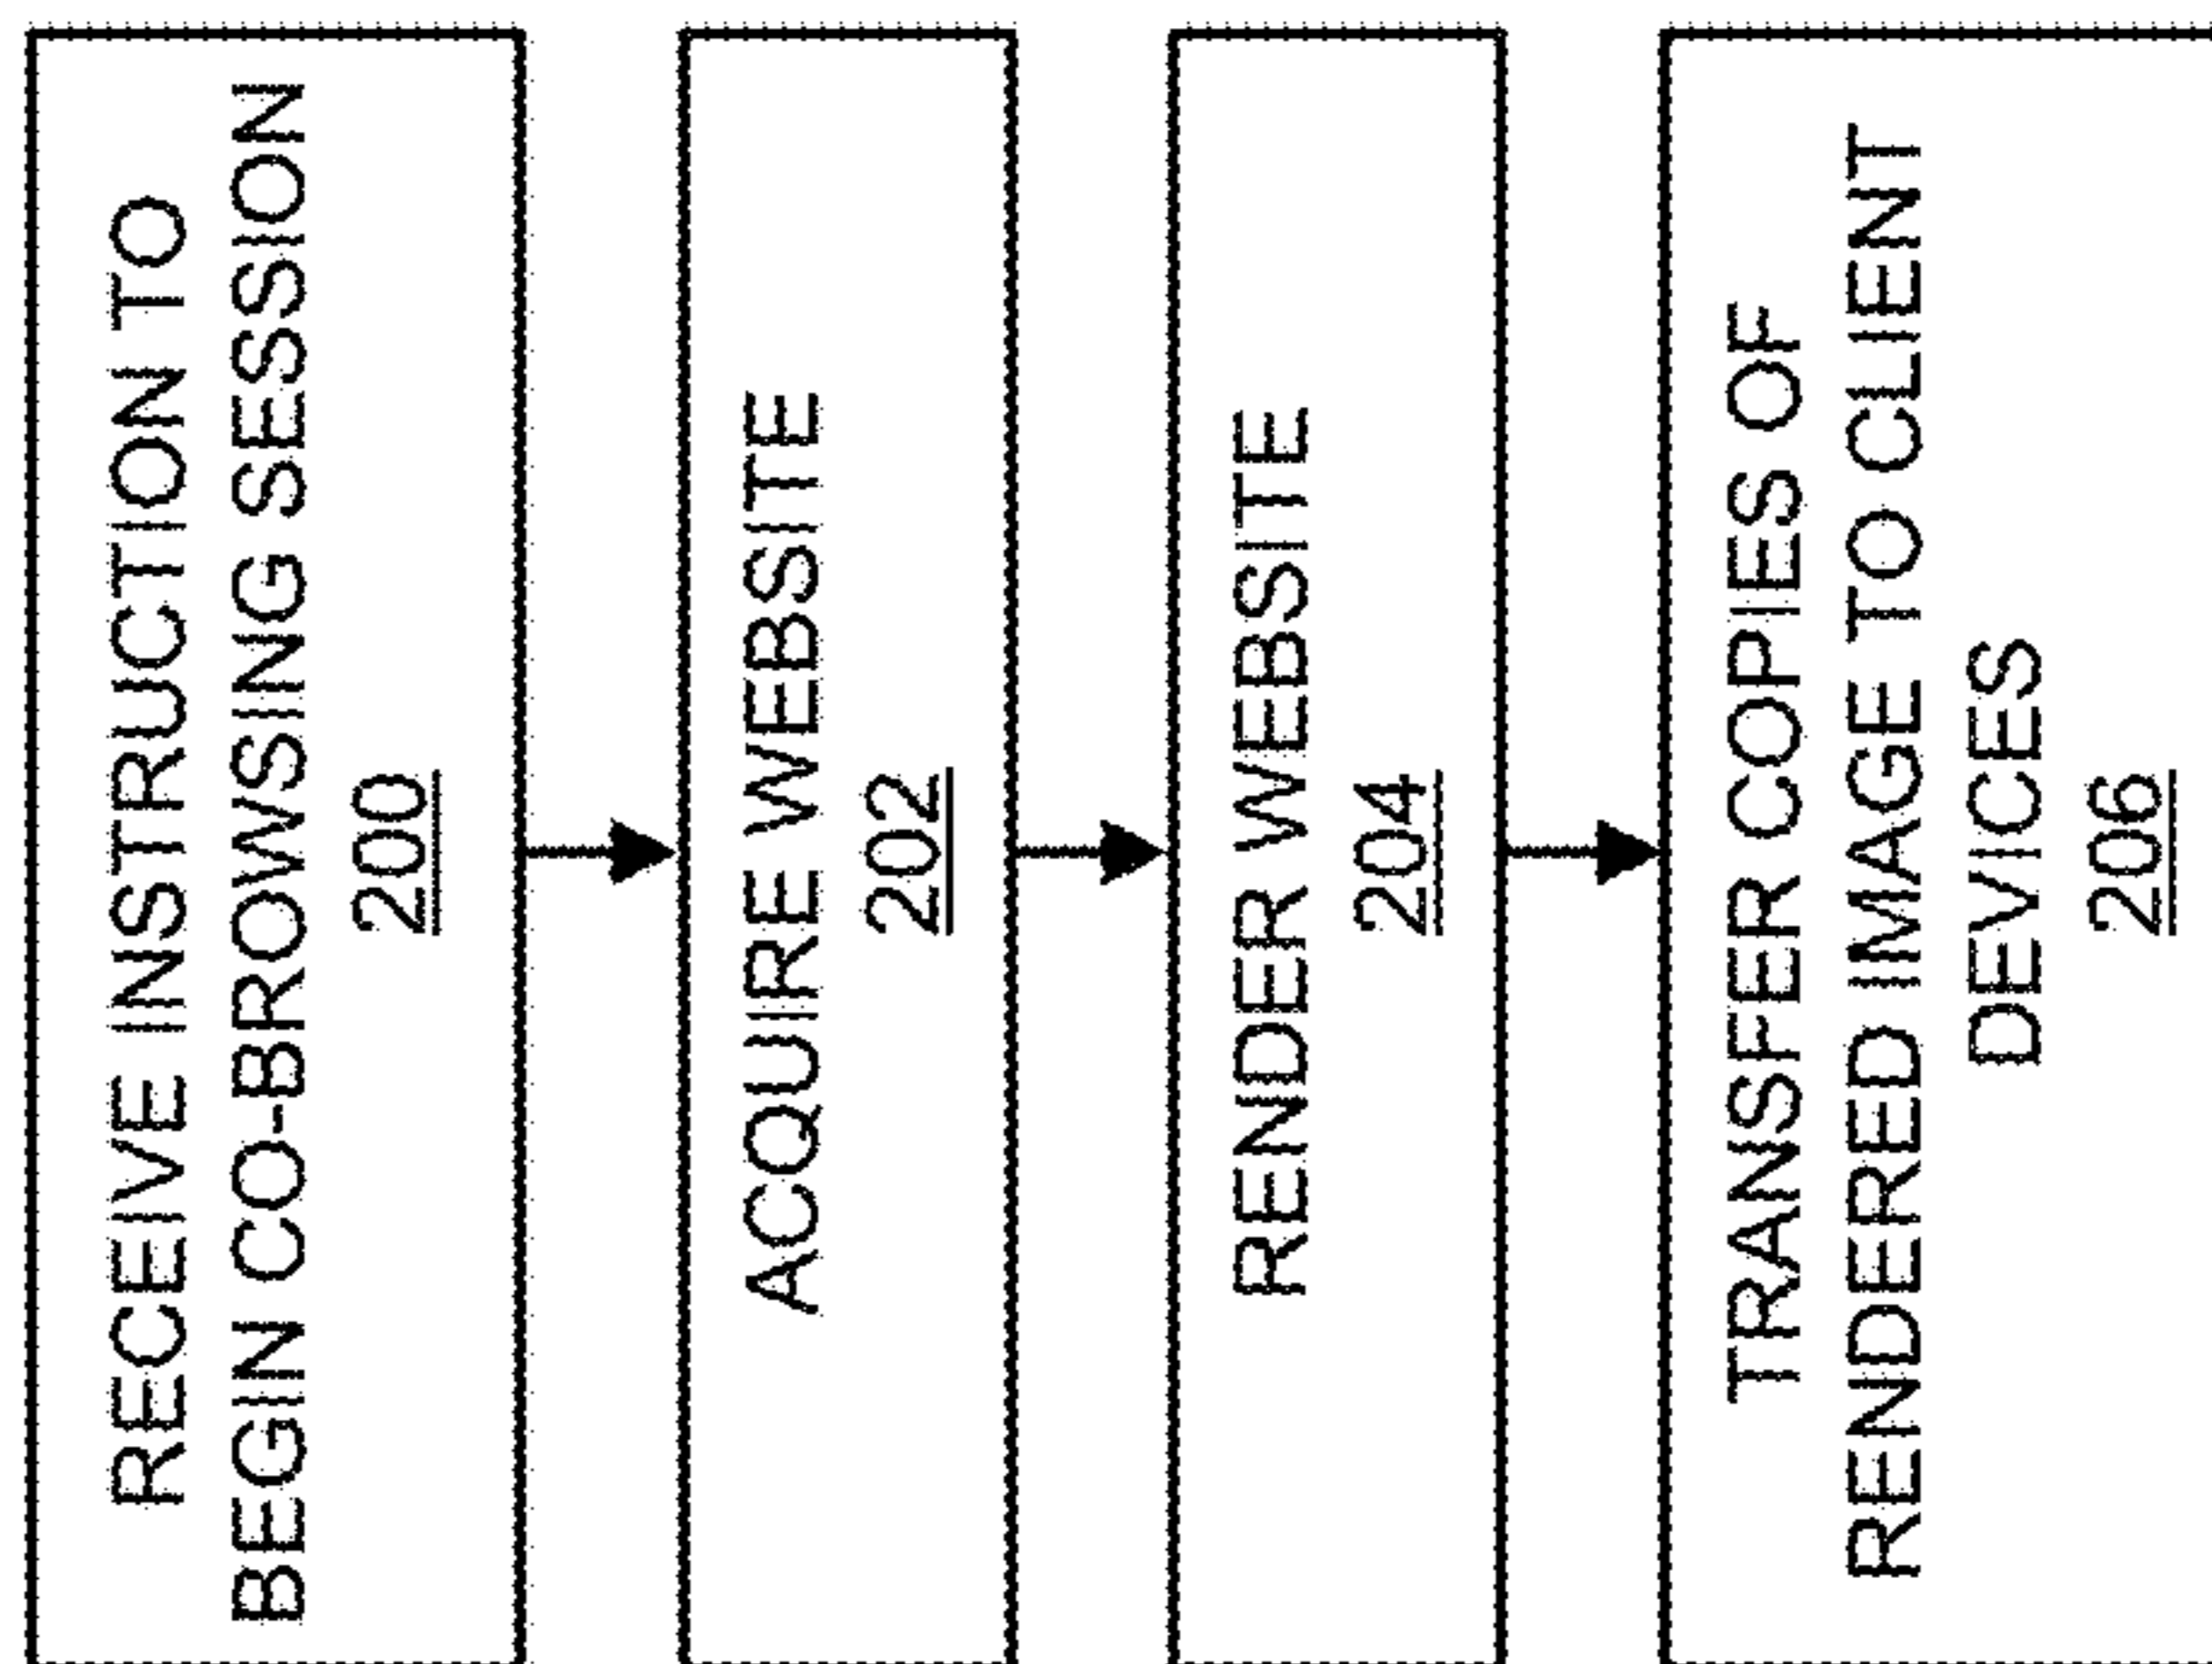 RECEIVE INSTRUCTION TO
BEGIN CO-BROWSING SESSION
200
ACQUIRE WEBSITE
202
RENDER WEBSITE
204
TRANSFER COPIES OF
RENDERED IMAGE TO CLIENT
DEVICES
206